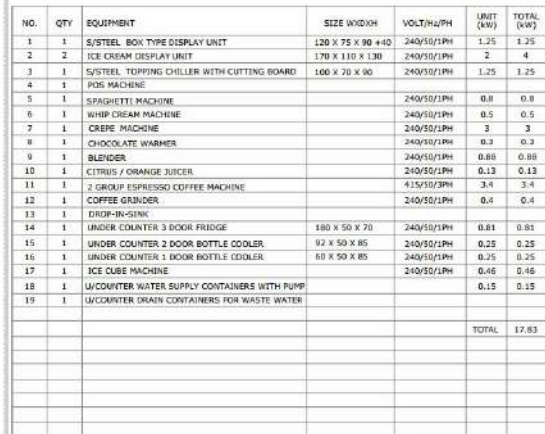 NO. QTY EQUIPMENT SIZE WXDXH VOLT/Hz/PH UNIT (kW) TOTAL (kW)
1 1 S/STEEL BOX TYPE DISPLAY UNIT 120 X 75 X 90 +40 240/50/1PH 1.25 1.25
2 2 ICE CREAM DISPLAY UNIT 170 X 110 X 130 240/50/1PH 2 4
3 1 S/STEEL TOPPING CHILLER WITH CUTTING BOARD 100 X 70 X 90 240/50/1PH 1.25 1.25
4 1 POS MACHINE
5 1 SPAGHETTI MACHINE 240/50/1PH 0.8 0.8
6 1 WHIP CREAM MACHINE 240/50/1PH 0.5 0.5
7 1 CREPE MACHINE 240/50/1PH 3 3
8 1 CHOCOLATE WARMER 240/50/1PH 0.3 0.3
9 1 BLENDER 240/50/1PH 0.88 0.88
10 1 CITRUS / ORANGE JUICER 240/50/1PH 0.13 0.13
11 1 2 GROUP ESPRESSO COFFEE MACHINE 415/50/3PH 3.4 3.4
12 1 COFFEE GRINDER 240/50/1PH 0.4 0.4
13 1 DROP-IN-SINK
14 1 UNDER COUNTER 3 DOOR FRIDGE 180 X 50 X 70 240/50/1PH 0.81 0.81
15 1 UNDER COUNTER 2 DOOR BOTTLE COOLER 92 X 50 X 85 240/50/1PH 0.25 0.25
16 1 UNDER COUNTER 1 DOOR BOTTLE COOLER 60 X 50 X 85 240/50/1PH 0.25 0.25
17 1 ICE CUBE MACHINE 240/50/1PH 0.46 0.46
18 1 U/COUNTER WATER SUPPLY CONTAINERS WITH PUMP 0.15 0.15
19 1 U/COUNTER DRAIN CONTAINERS FOR WASTE WATER
TOTAL 17.83